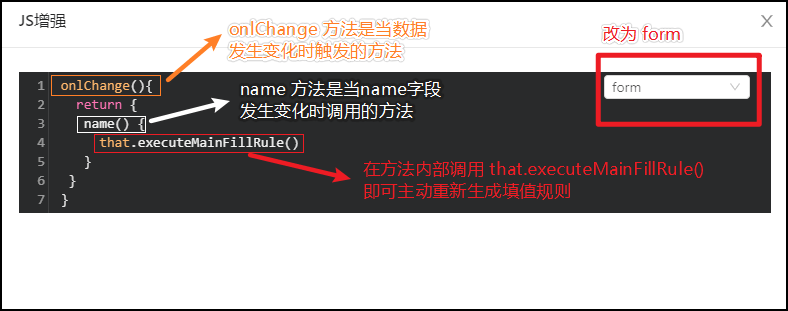 JS增强
onlChange 方法是当数据
发生变化时触发的方法
改为 form
1 onlChange(){
2 return {
3 name() {
4 that.executeMainFillRule()
5 }
6 }
7 }
form
name 方法是当name字段
发生变化时调用的方法
在方法内部调用 that.executeMainFillRule()
即可主动重新生成填值规则